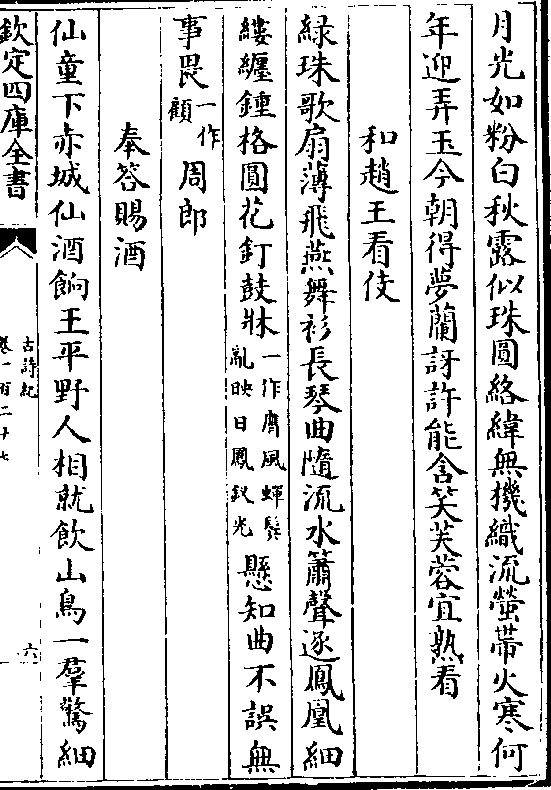 月光如粉白秋露似珠圓絡緯無機織流螢帶火寒何
年迎弄玉今朝得夢蘭訝許能含笑芙蓉宜熟看
和趙王看伎
緑珠歌扇薄飛燕舞衫長琴曲隨流水簫聲逐鳳凰細
縷纏鍾格圓花釘鼓牀一作膺風蟬鬢亂映日鳳釵光懸知曲不誤無
事畏一作顧周郎
奉答賜酒
仙童下赤城仙酒餉王平野人相就飲山鳥一羣驚細
欽定四庫全書
古詩紀
卷一百二十七
六